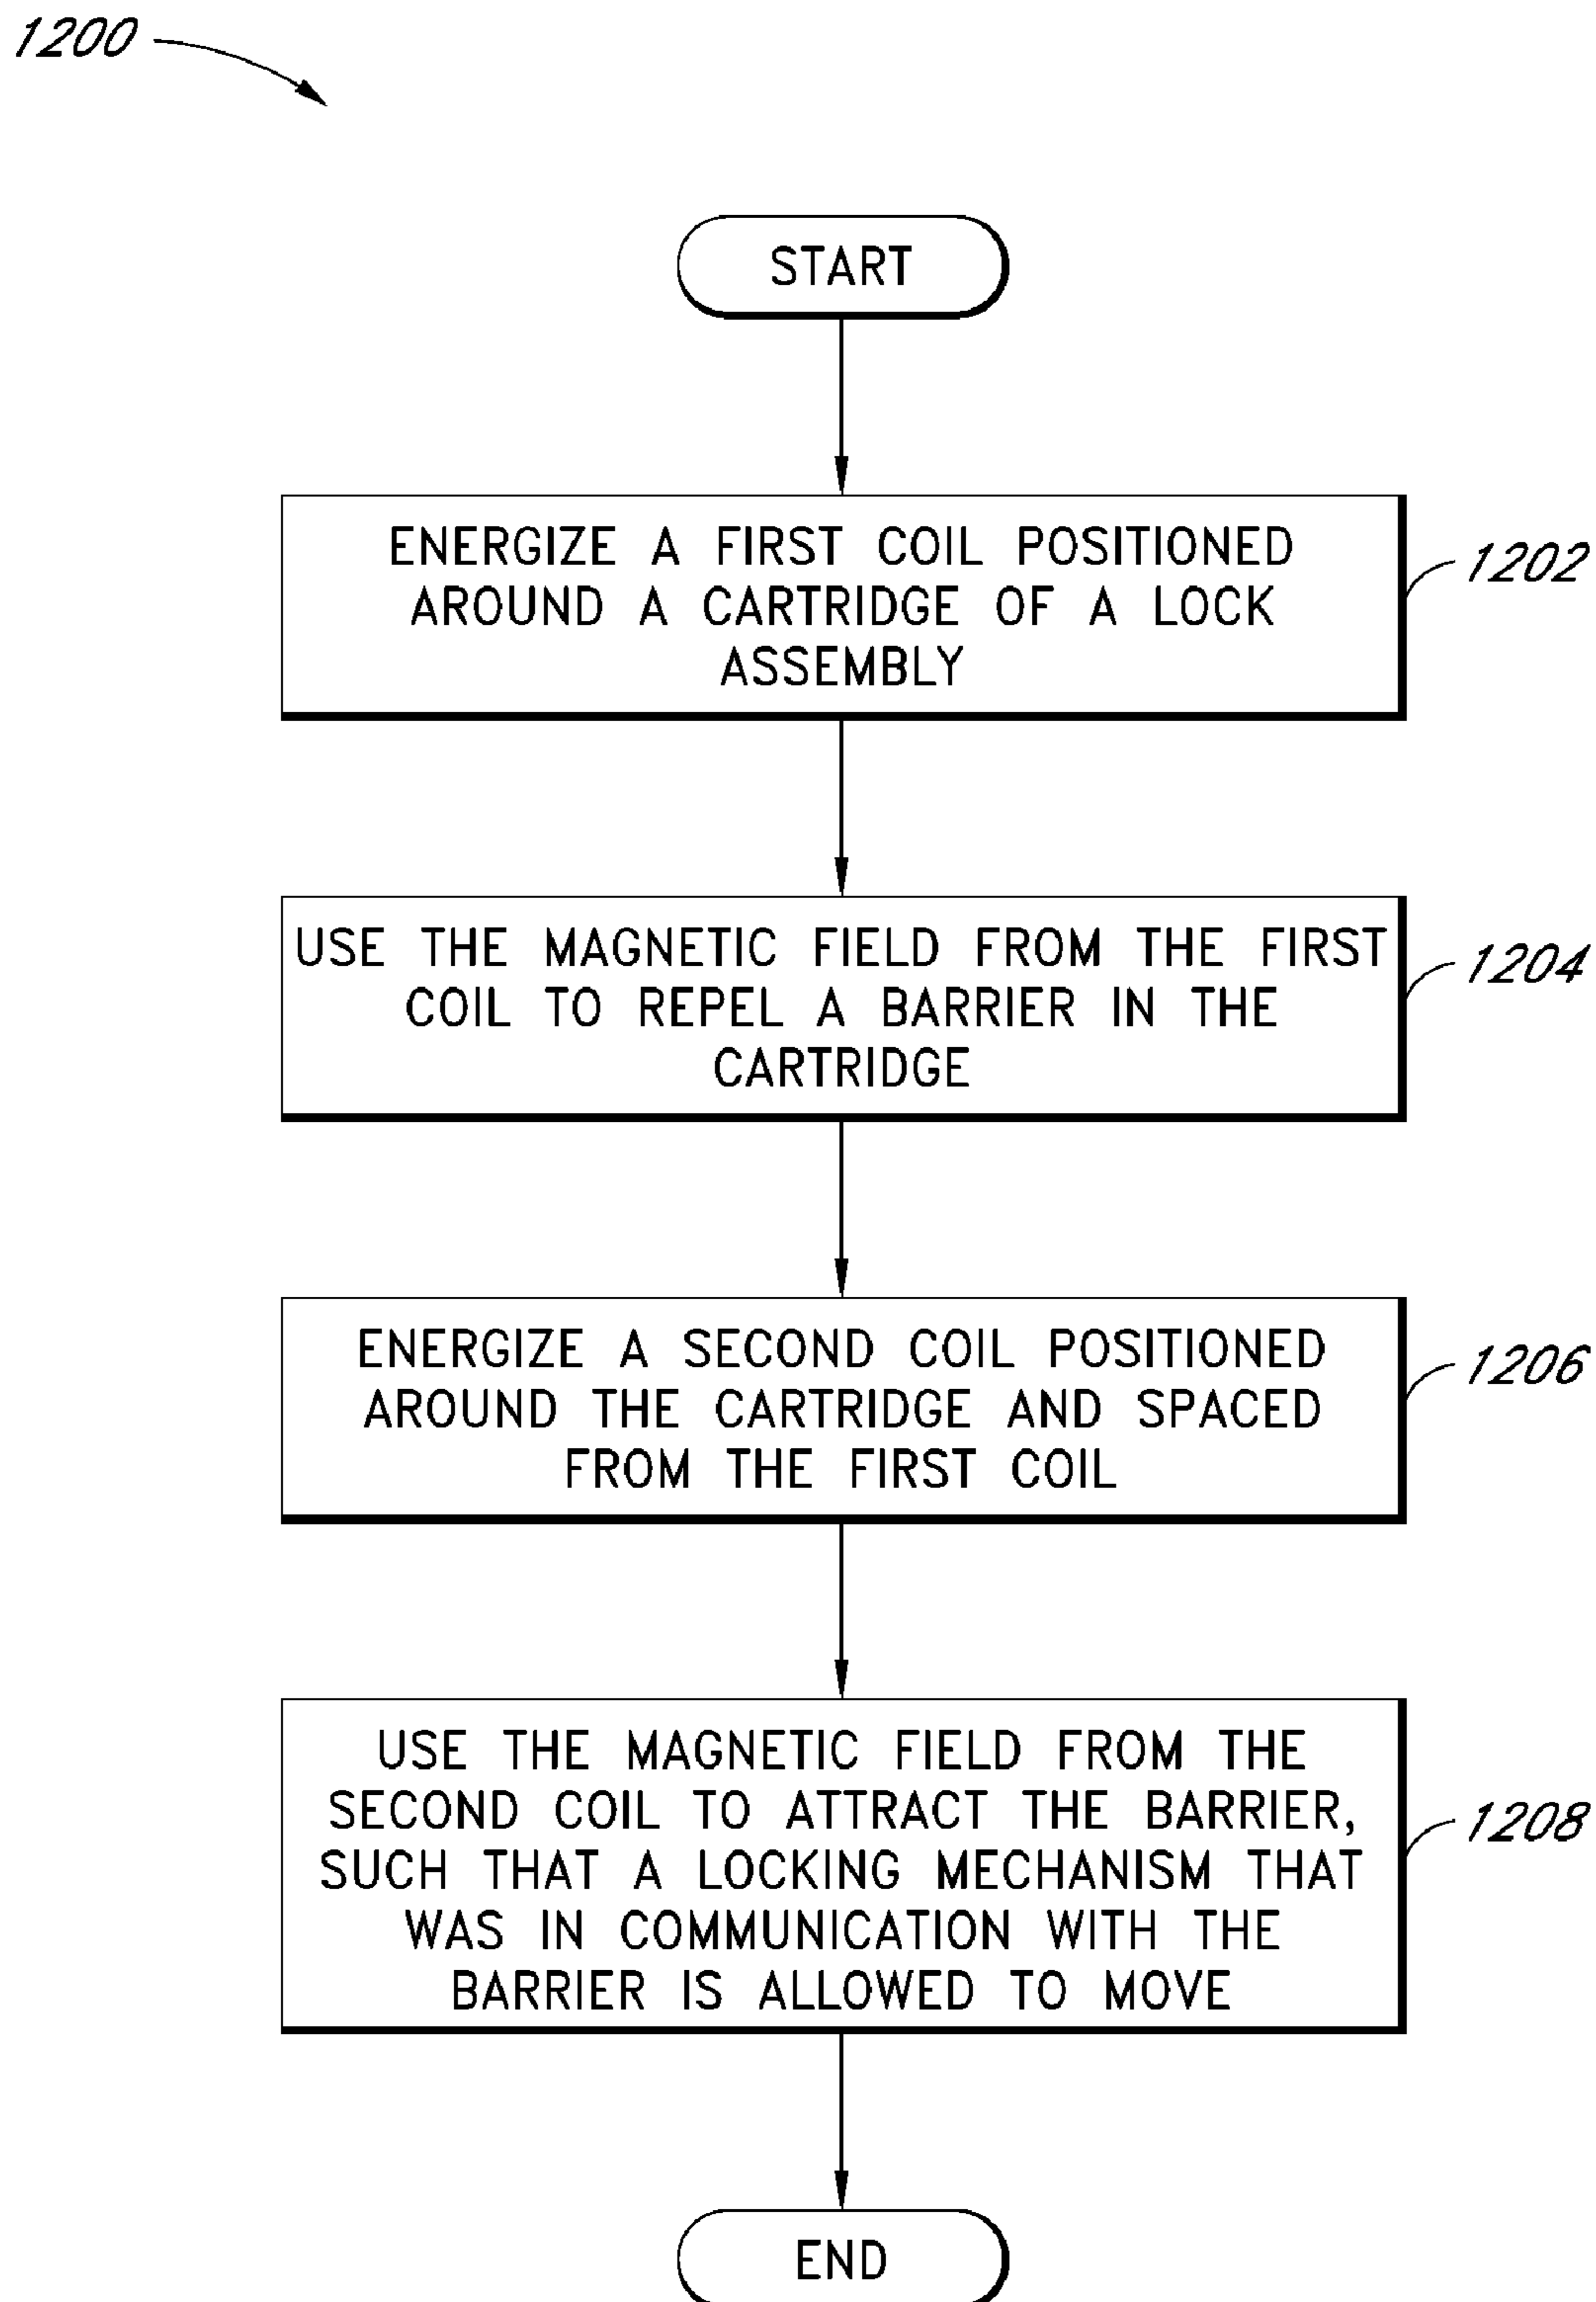 1200
START
ENERGIZE A FIRST COIL POSITIONED
AROUND A CARTRIDGE OF A LOCK
ASSEMBLY
1202
USE THE MAGNETIC FIELD FROM THE FIRST
COIL TO REPEL A BARRIER IN THE
CARTRIDGE
1204
ENERGIZE A SECOND COIL POSITIONED
AROUND THE CARTRIDGE AND SPACED
FROM THE FIRST COIL
1206
USE THE MAGNETIC FIELD FROM THE
SECOND COIL TO ATTRACT THE BARRIER,
SUCH THAT A LOCKING MECHANISM THAT
WAS IN COMMUNICATION WITH THE
BARRIER IS ALLOWED TO MOVE
1208
END